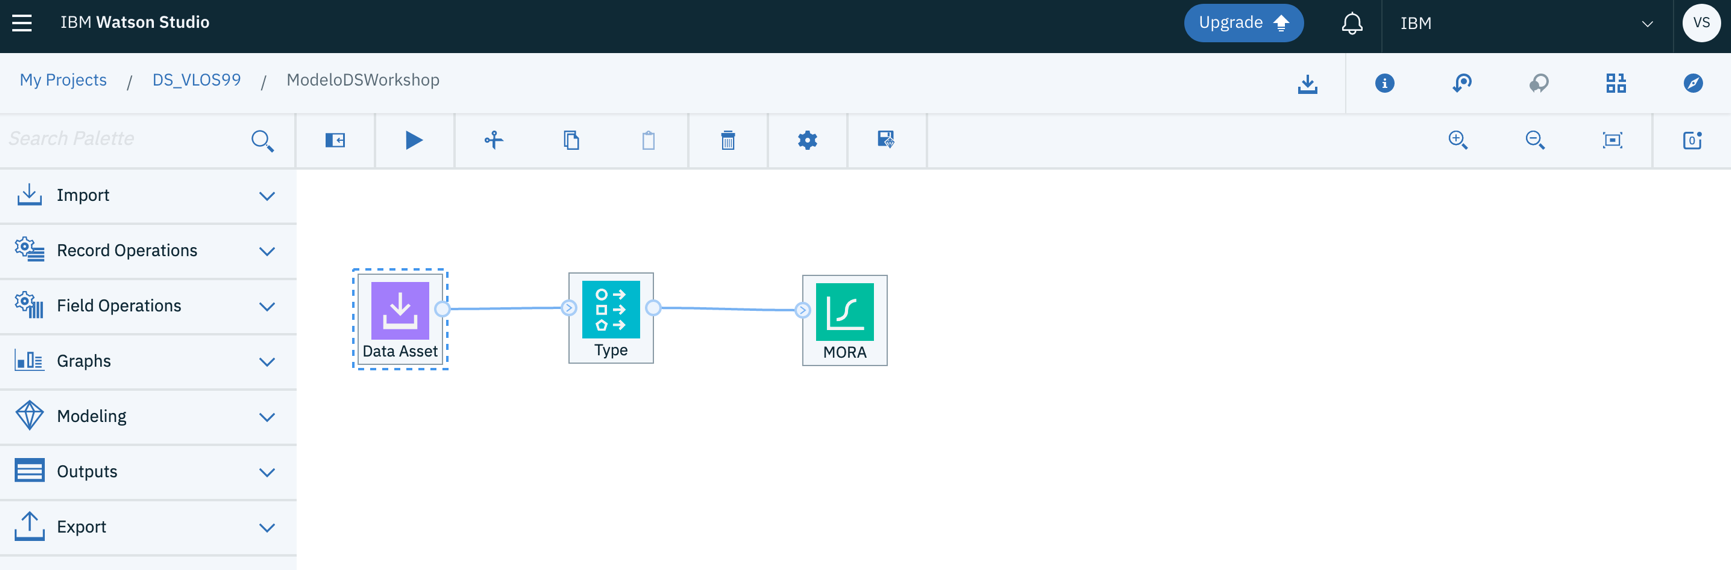 IBM Watson Studio
Upgrade
IBM
VS
My Projects / DS_VLOS99 / ModeloDSWorkshop
Search Palette
Import
Record Operations
Field Operations
Graphs
Modeling
Outputs
Export
Data Asset
Type
MORA